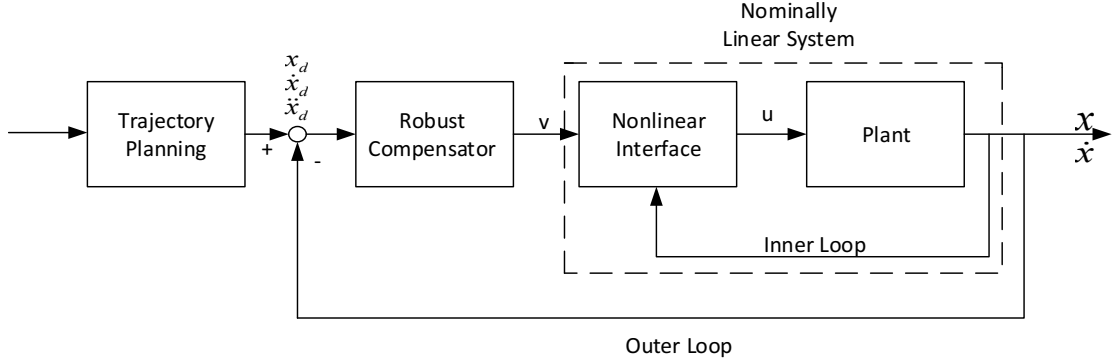 Nominally
Linear System
x_d
ẋ_d
ẍ_d
Trajectory
Planning
+
-
Robust
Compensator
v
Nonlinear
Interface
u
Plant
x
ẋ
Inner Loop
Outer Loop